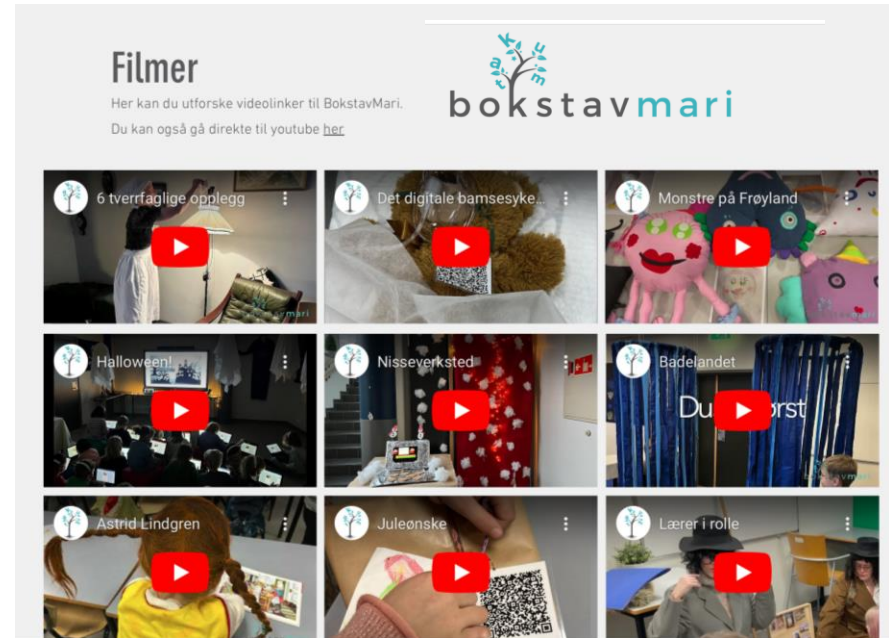 Filmer
Her kan du utforske videolinker til BokstavMari.
Du kan også gå direkte til youtube her
takum
bokstavmari
6 tverrfaglige opplegg
Det digitale bamsesyke...
Monstre på Frøyland
Halloween!
Nisseverksted
Badelandet
Astrid Lindgren
Juleønske
Lærer i rolle